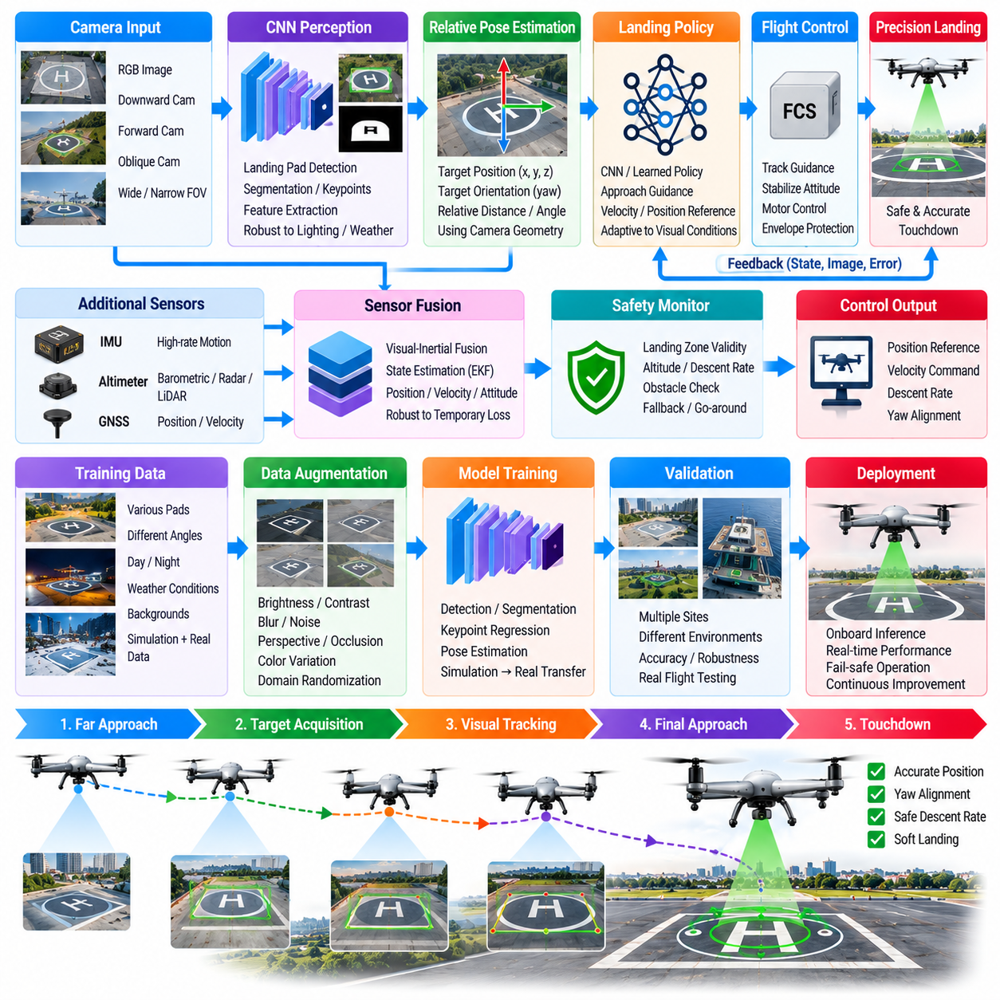 Camera Input
RGB Image
Downward Cam
Forward Cam
Oblique Cam
Wide / Narrow FOV
CNN Perception
Landing Pad Detection
Segmentation / Keypoints
Feature Extraction
Robust to Lighting / Weather
Relative Pose Estimation
Target Position (x, y, z)
Target Orientation (yaw)
Relative Distance / Angle
Using Camera Geometry
Landing Policy
CNN / Learned Policy
Approach Guidance
Velocity / Position Reference
Adaptive to Visual Conditions
Flight Control
FCS
Track Guidance
Stabilize Attitude
Motor Control
Envelope Protection
Precision Landing
Safe & Accurate
Touchdown
Feedback (State, Image, Error)
Additional Sensors
IMU
High-rate Motion
Altimeter
Barometric / Radar /
LiDAR
GNSS
Position / Velocity
Sensor Fusion
Visual-Inertial Fusion
State Estimation (EKF)
Position / Velocity / Attitude
Robust to Temporary Loss
Safety Monitor
Landing Zone Validity
Altitude / Descent Rate
Obstacle Check
Fallback / Go-around
Control Output
Position Reference
Velocity Command
Descent Rate
Yaw Alignment
Training Data
Various Pads
Different Angles
Day / Night
Weather Conditions
Backgrounds
Simulation + Real
Data
Data Augmentation
Brightness / Contrast
Blur / Noise
Perspective / Occlusion
Color Variation
Domain Randomization
Model Training
Detection / Segmentation
Keypoint Regression
Pose Estimation
Simulation → Real Transfer
Validation
Multiple Sites
Different Environments
Accuracy / Robustness
Real Flight Testing
Deployment
Onboard Inference
Real-time Performance
Fail-safe Operation
Continuous Improvement
1. Far Approach
2. Target Acquisition
3. Visual Tracking
4. Final Approach
5. Touchdown
Accurate Position
Yaw Alignment
Safe Descent Rate
Soft Landing
H
H
H
H
H